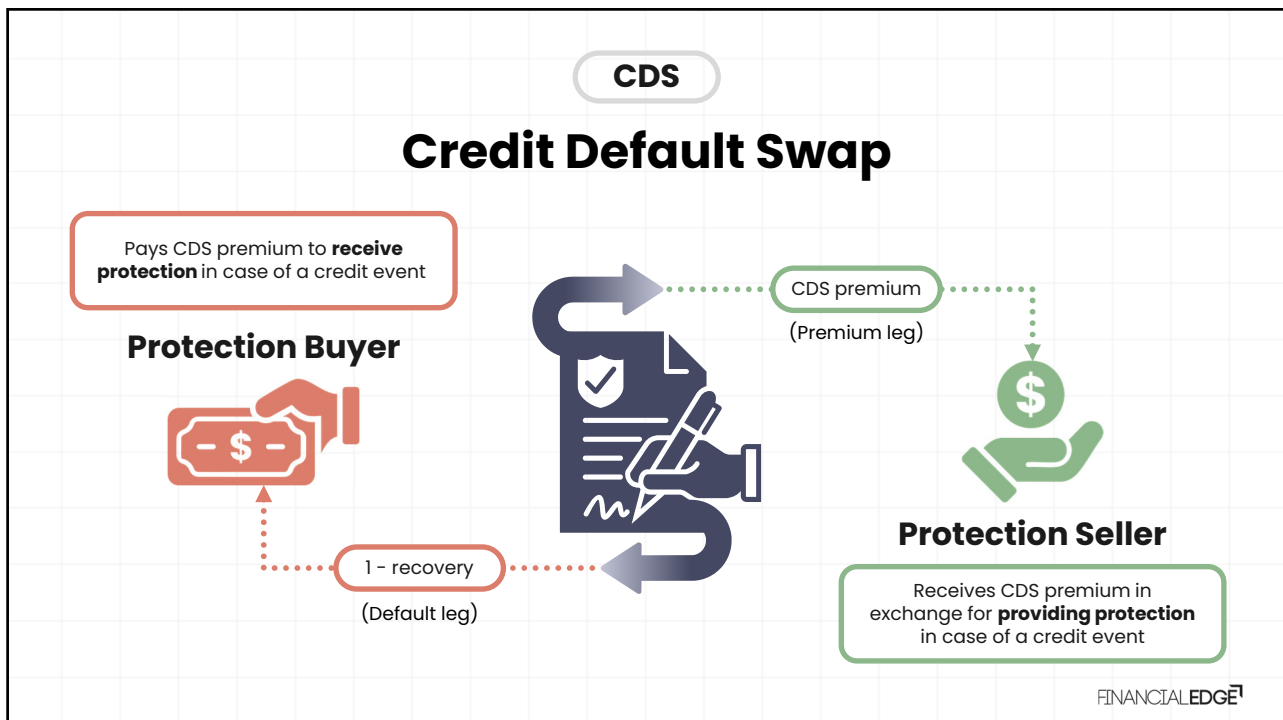 CDS
Credit Default Swap
Pays CDS premium to receive
protection in case of a credit event
Protection Buyer
CDS premium
(Premium leg)
$
- $ -
1 - recovery
(Default leg)
Protection Seller
Receives CDS premium in
exchange for providing protection
in case of a credit event
FINANCIALEDGE